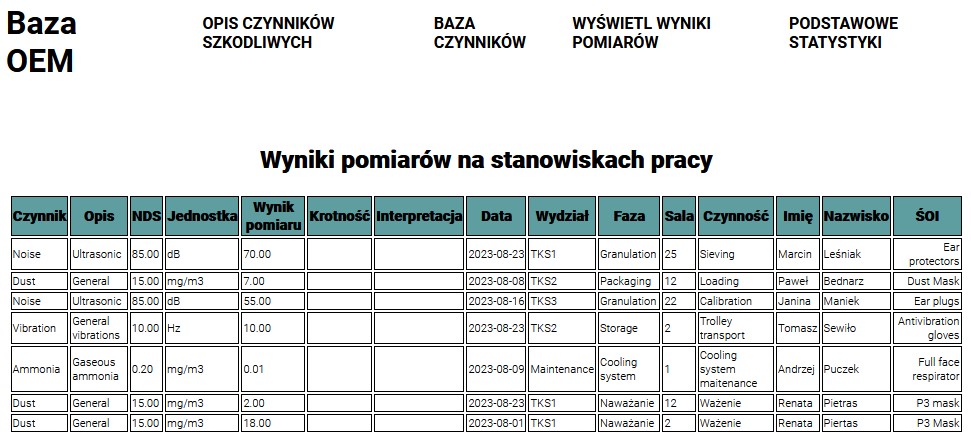 Baza
OEM
OPIS CZYNNIKÓW
SZKODLIWYCH
BAZA
CZYNNIKÓW
WYŚWIETL WYNIKI
POMIARÓW
PODSTAWOWE
STATYSTYKI
Wyniki pomiarów na stanowiskach pracy
Czynnik Opis NDS Jednostka Wynik pomiaru Krotność Interpretacja Data Wydział Faza Sala Czynność Imię Nazwisko ŚOI
Noise Ultrasonic 85.00 dB 70.00 2023-08-23 TKS1 Granulation 25 Sieving Marcin Leśniak Ear protectors
Dust General 15.00 mg/m3 7.00 2023-08-08 TKS2 Packaging 12 Loading Paweł Bednarz Dust Mask
Noise Ultrasonic 85.00 dB 55.00 2023-08-16 TKS3 Granulation 22 Calibration Janina Maniek Ear plugs
Vibration General vibrations 10.00 Hz 10.00 2023-08-23 TKS2 Storage 2 Trolley transport Tomasz Sewiło Antivibration gloves
Ammonia Gaseous ammonia 0.20 mg/m3 0.01 2023-08-09 Maintenance Cooling system 1 Cooling system maitenance Andrzej Puczek Full face respirator
Dust General 15.00 mg/m3 2.00 2023-08-23 TKS1 Naważanie 12 Ważenie Renata Pietras P3 mask
Dust General 15.00 mg/m3 18.00 2023-08-01 TKS1 Naważanie 2 Ważenie Renata Piertas P3 Mask